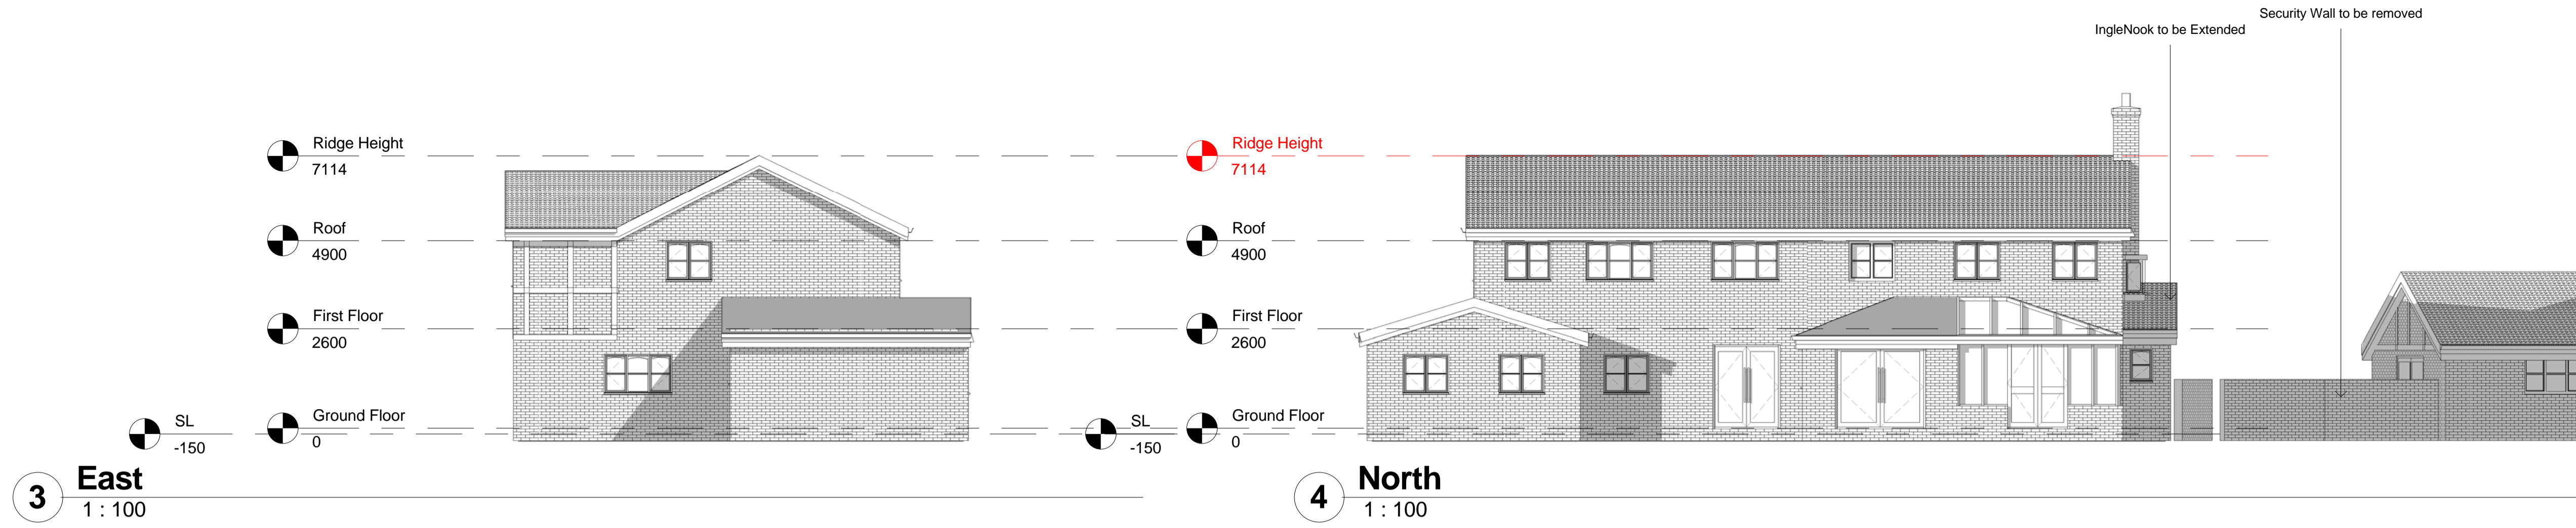 Security Wall to be removed
IngleNook to be Extended
Ridge Height
7114
Roof
4900
First Floor
2600
Ground Floor
0
SL
-150
3
East
1 : 100
Ridge Height
7114
Roof
4900
First Floor
2600
Ground Floor
0
SL
-150
4
North
1 : 100